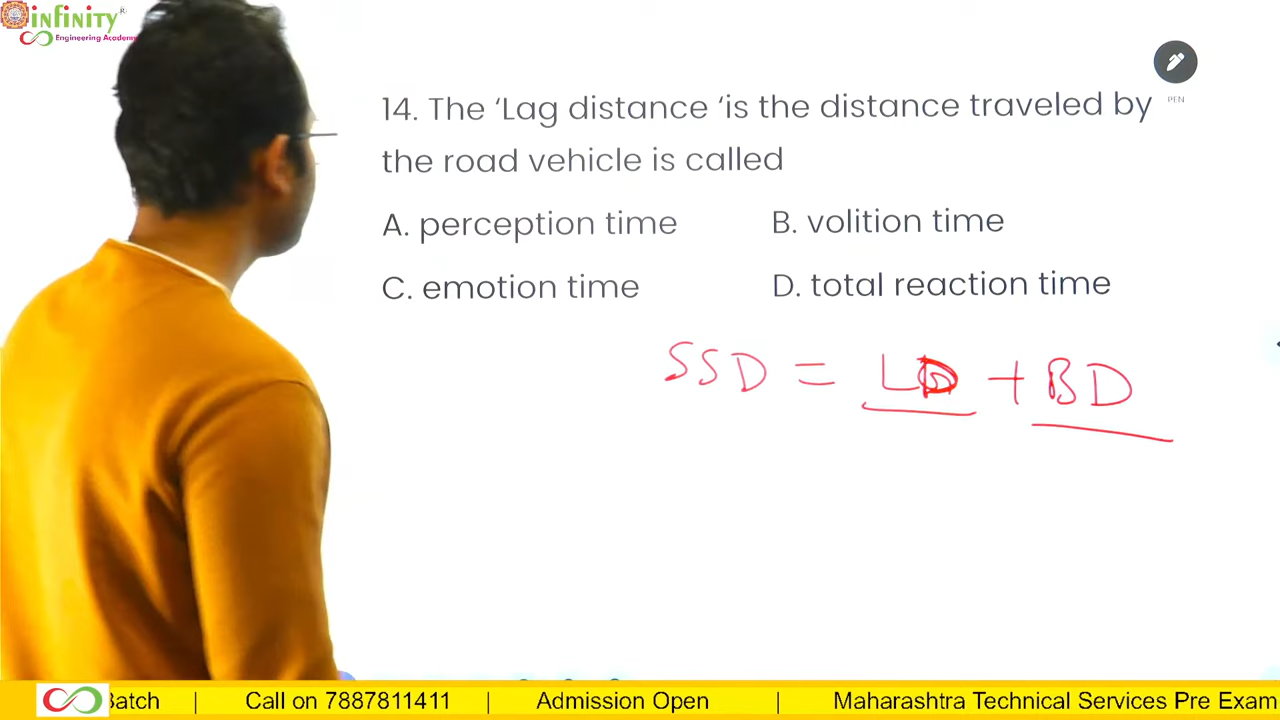 infinity
Engineering Academy
PEN
14. The ‘Lag distance ‘is the distance traveled by
the road vehicle is called
A. perception time
B. volition time
C. emotion time
D. total reaction time
SSD = LD + BD
Batch | Call on 7887811411 | Admission Open | Maharashtra Technical Services Pre Exam